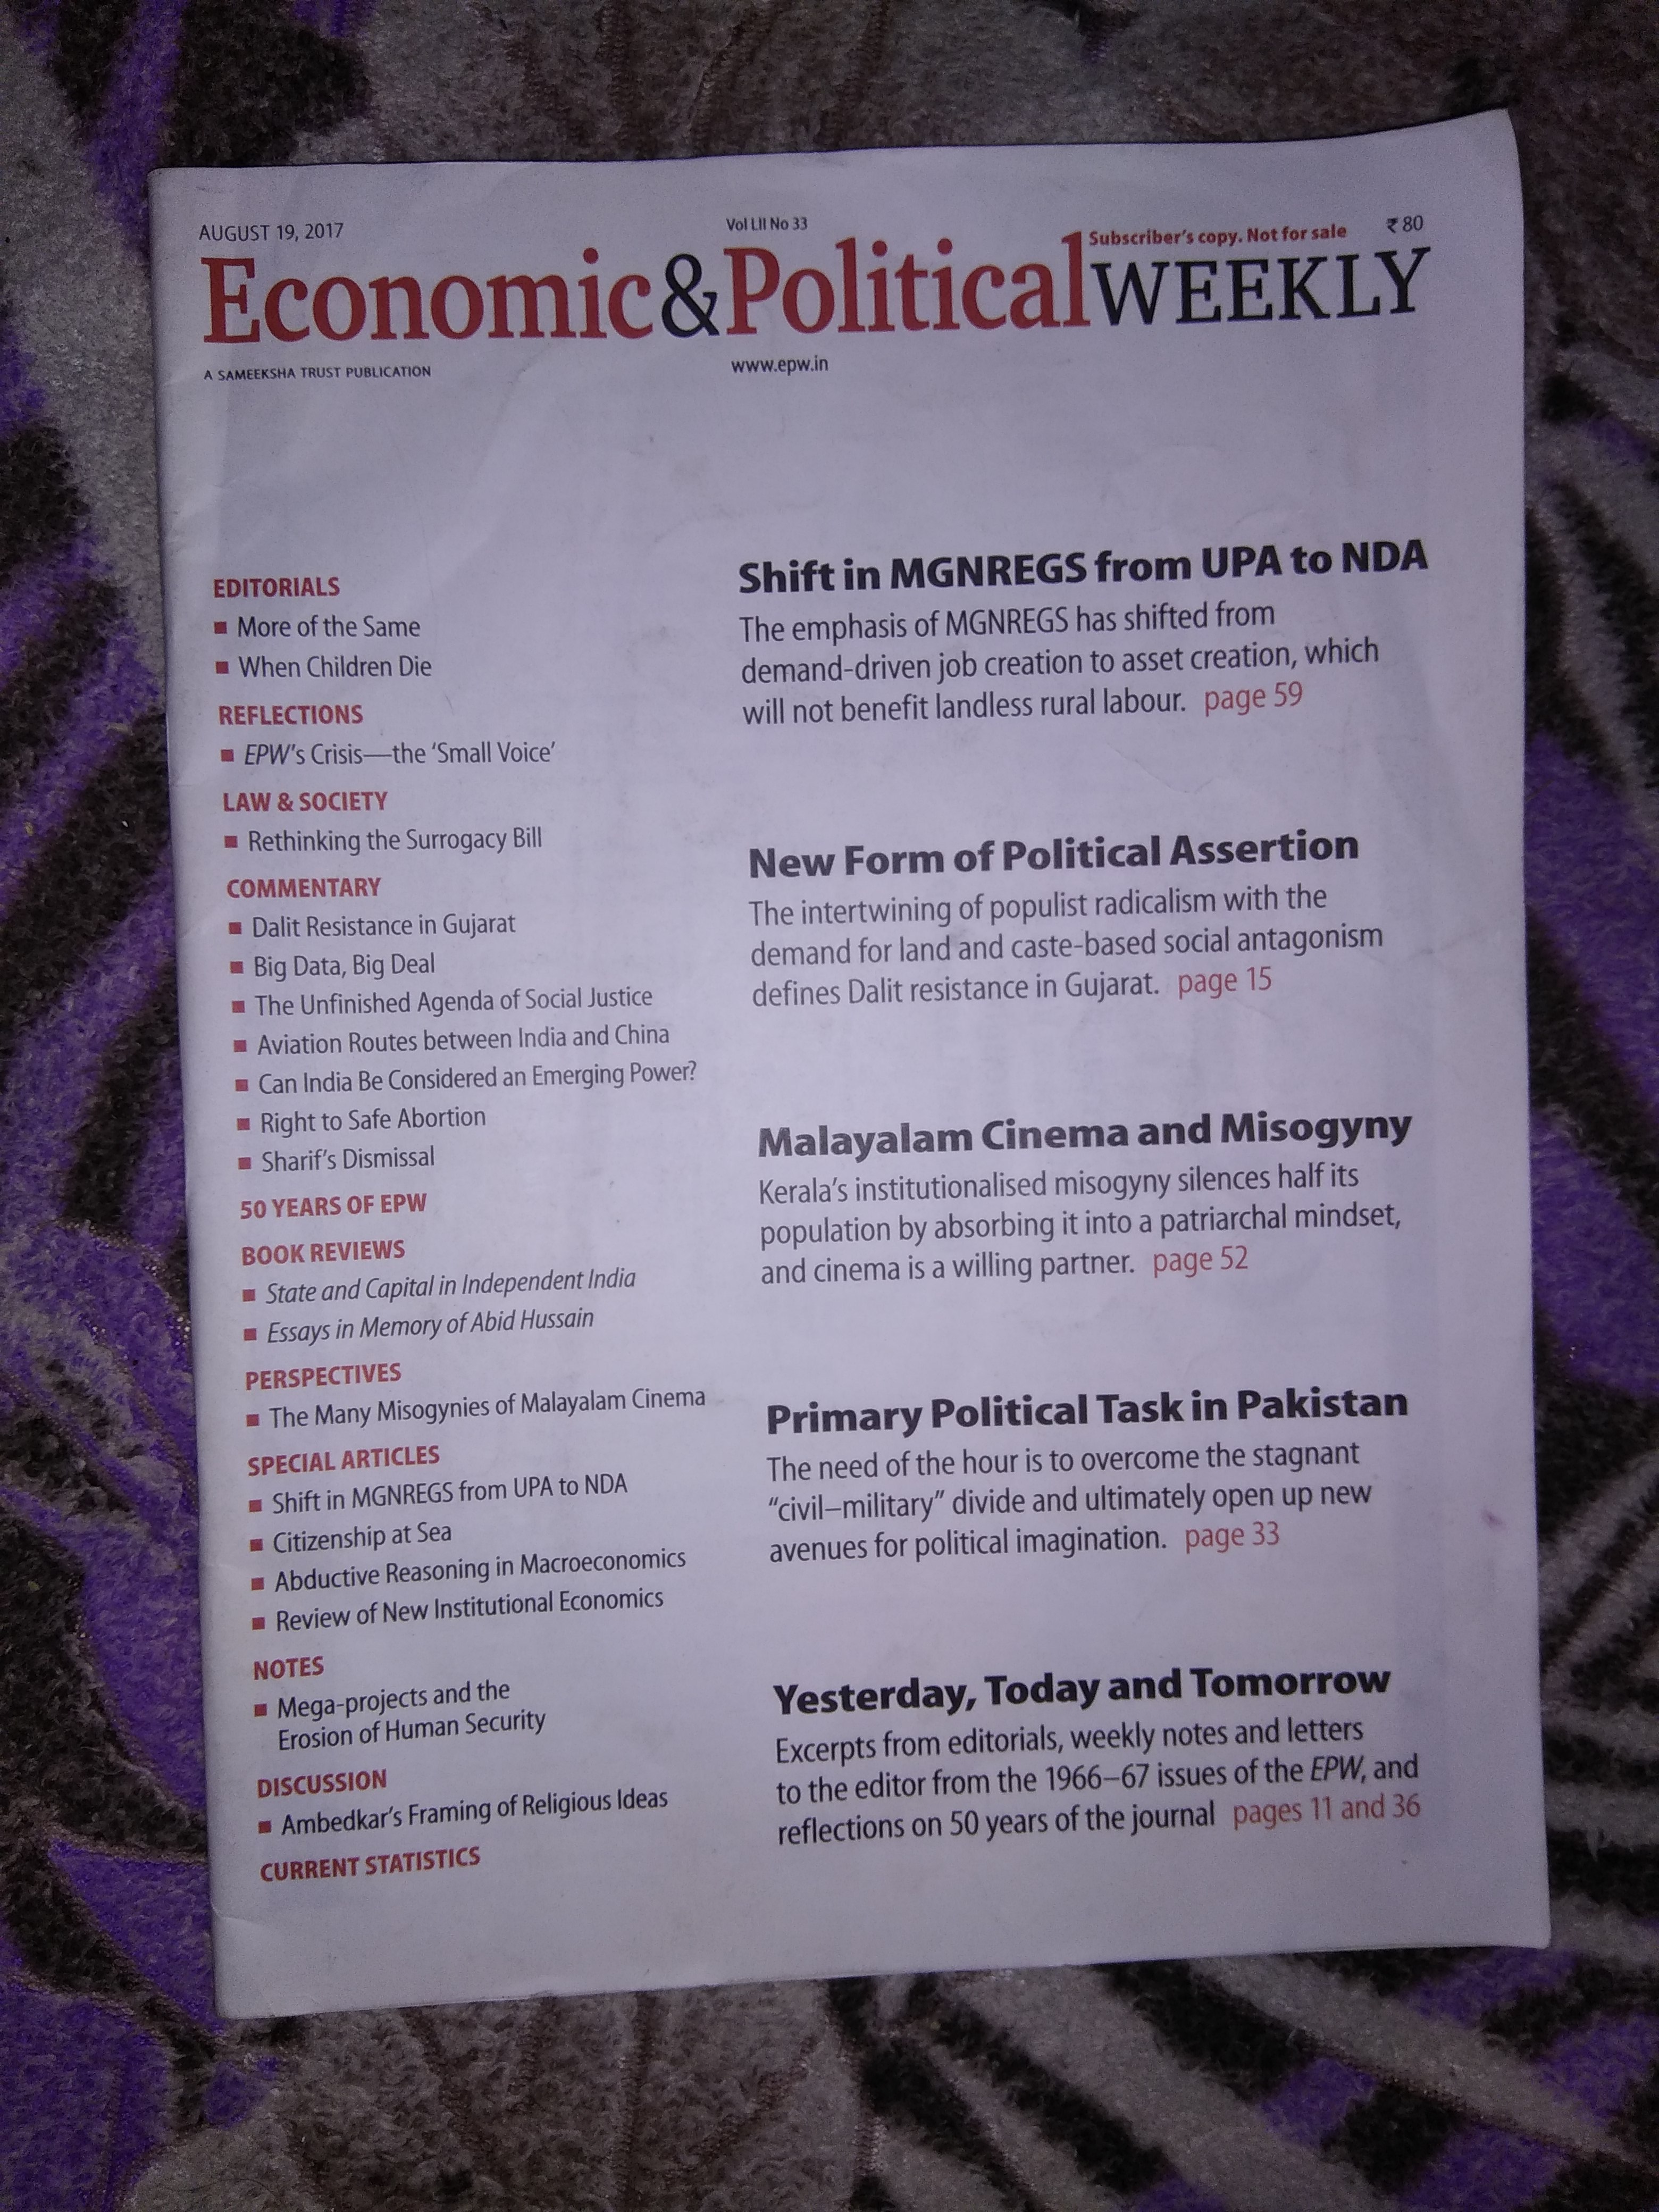 AUGUST 19, 2017
Vol LII No 33
Subscriber's copy. Not for sale
₹ 80
Economic&PoliticalWEEKLY
A SAMEEKSHA TRUST PUBLICATION
www.epw.in
EDITORIALS
■ More of the Same
■ When Children Die
REFLECTIONS
■ EPW's Crisis—the 'Small Voice'
LAW & SOCIETY
■ Rethinking the Surrogacy Bill
COMMENTARY
■ Dalit Resistance in Gujarat
■ Big Data, Big Deal
■ The Unfinished Agenda of Social Justice
■ Aviation Routes between India and China
■ Can India Be Considered an Emerging Power?
■ Right to Safe Abortion
■ Sharif's Dismissal
50 YEARS OF EPW
BOOK REVIEWS
■ State and Capital in Independent India
■ Essays in Memory of Abid Hussain
PERSPECTIVES
■ The Many Misogynies of Malayalam Cinema
SPECIAL ARTICLES
■ Shift in MGNREGS from UPA to NDA
■ Citizenship at Sea
■ Abductive Reasoning in Macroeconomics
■ Review of New Institutional Economics
NOTES
■ Mega-projects and the
Erosion of Human Security
DISCUSSION
■ Ambedkar's Framing of Religious Ideas
CURRENT STATISTICS
Shift in MGNREGS from UPA to NDA
The emphasis of MGNREGS has shifted from
demand-driven job creation to asset creation, which
will not benefit landless rural labour. page 59
New Form of Political Assertion
The intertwining of populist radicalism with the
demand for land and caste-based social antagonism
defines Dalit resistance in Gujarat. page 15
Malayalam Cinema and Misogyny
Kerala's institutionalised misogyny silences half its
population by absorbing it into a patriarchal mindset,
and cinema is a willing partner. page 52
Primary Political Task in Pakistan
The need of the hour is to overcome the stagnant
"civil–military" divide and ultimately open up new
avenues for political imagination. page 33
Yesterday, Today and Tomorrow
Excerpts from editorials, weekly notes and letters
to the editor from the 1966–67 issues of the EPW, and
reflections on 50 years of the journal pages 11 and 36